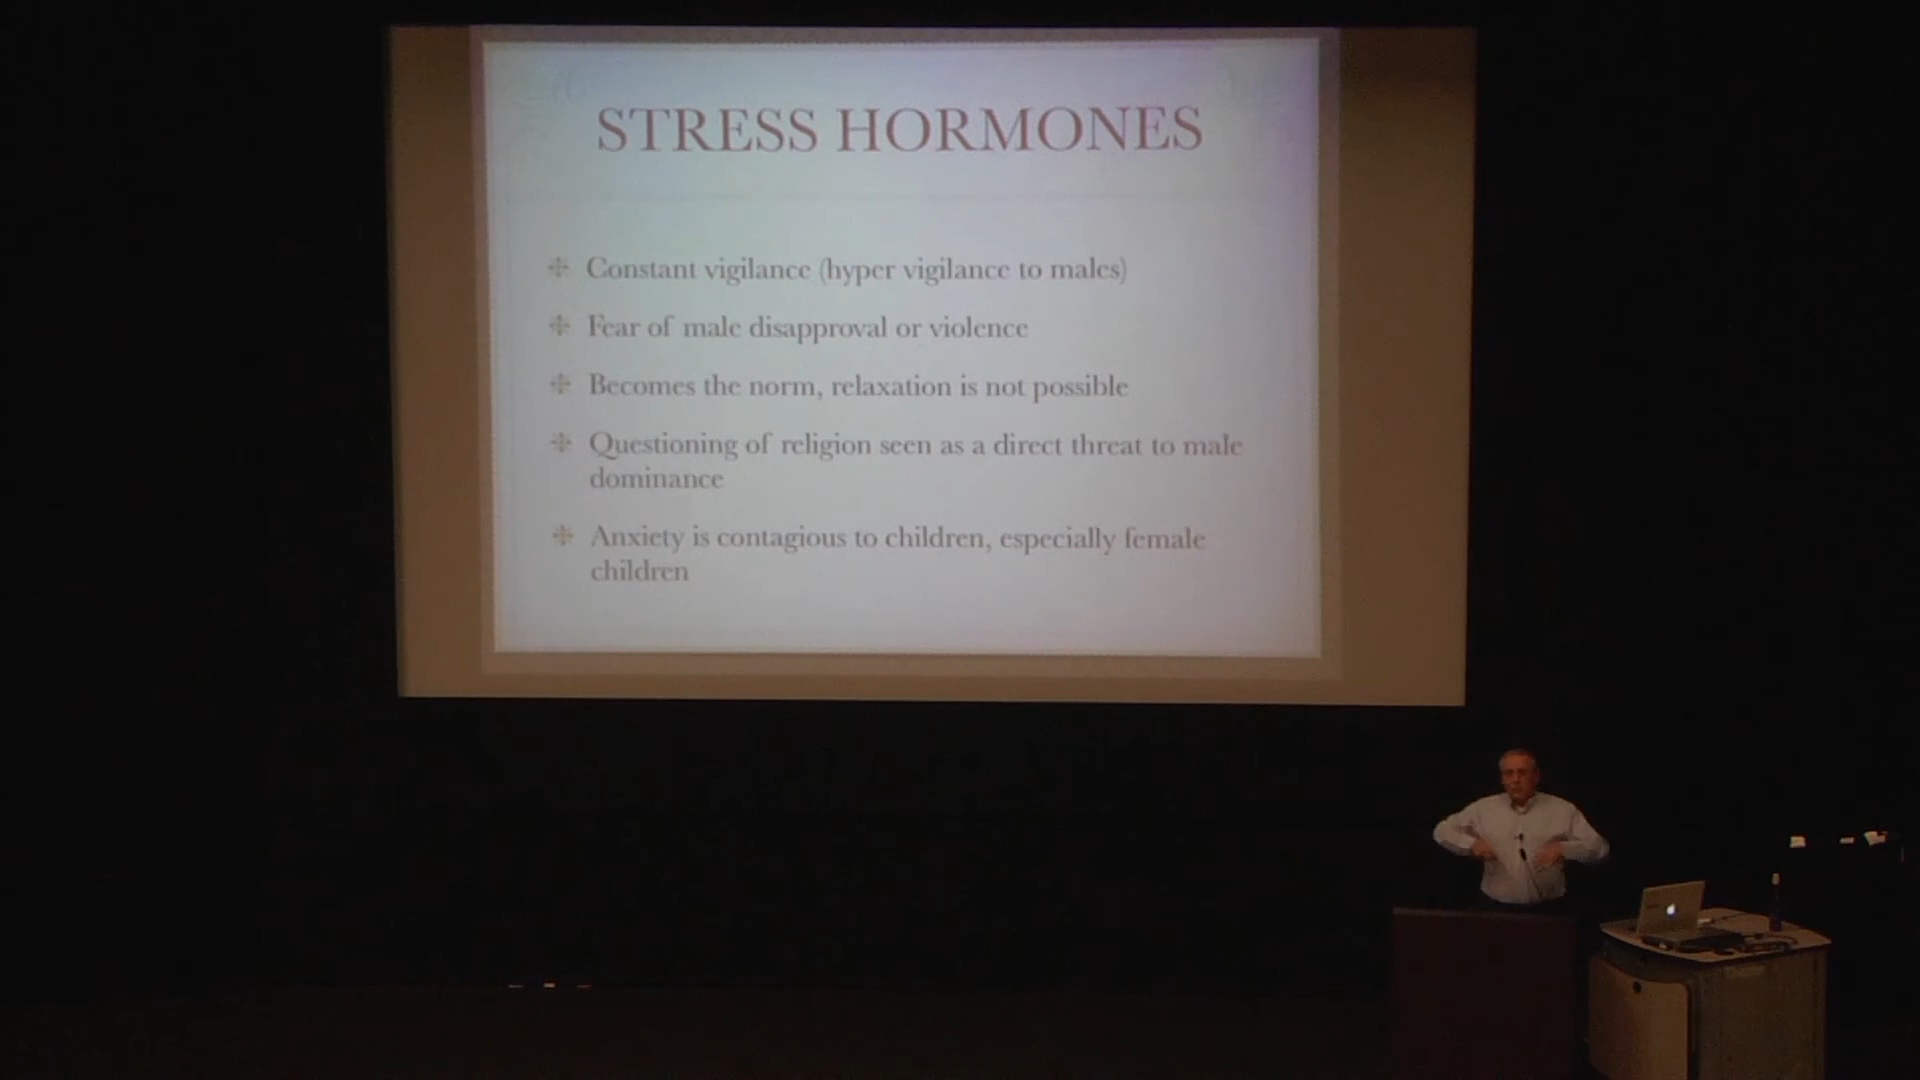 STRESS HORMONES
Constant vigilance (hyper vigilance to males)
Fear of male disapproval or violence
Becomes the norm, relaxation is not possible
Questioning of religion seen as a direct threat to male
dominance
Anxiety is contagious to children, especially female
children